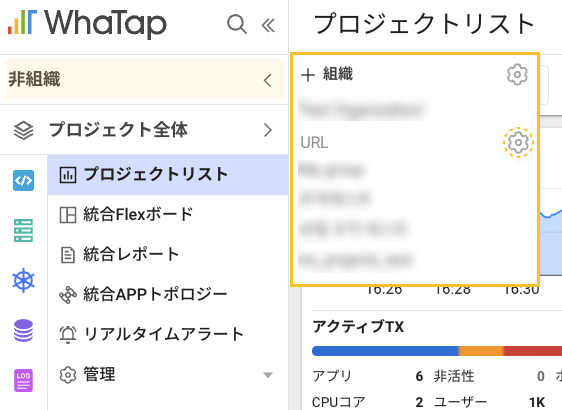 WhaTap
プロジェクトリスト
非組織
組織
プロジェクト全体
URL
プロジェクトリスト
統合Flexボード
統合レポート
統合APPトポロジー
16.26 16.28 16.30
リアルタイムアラート
アクティブTX
管理
アプリ 6 非活性 0
CPUコア 2 ユーザー 1K
LOG